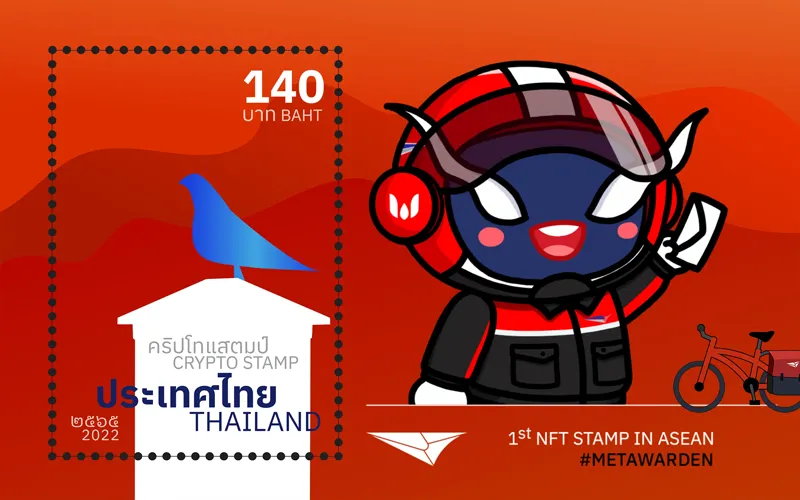 140
บาท BAHT
คริปโทแสตมป์
CRYPTO STAMP
ประเทศไทย
THAILAND
๒๕๖๕
2022
1st NFT STAMP IN ASEAN
#METAWARDEN